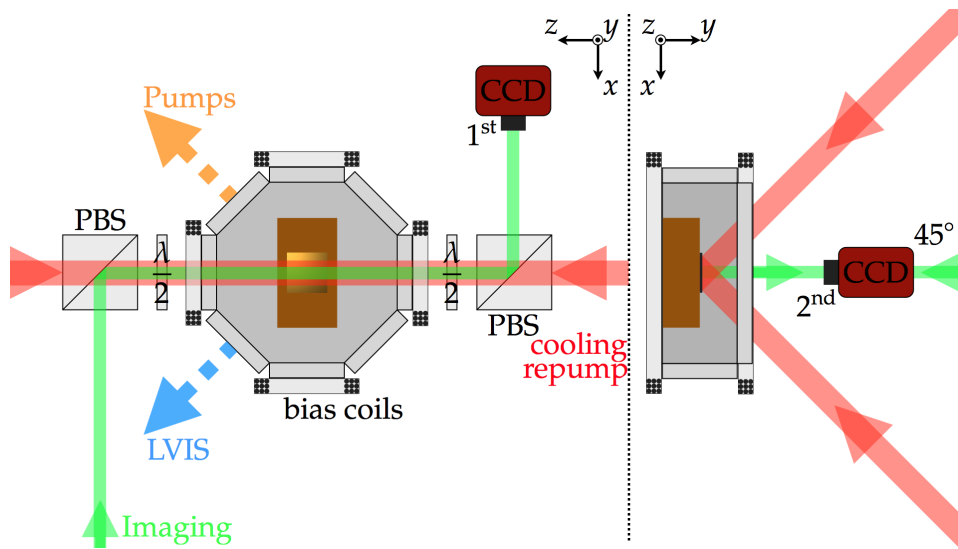 z y x
z y x
CCD
1st
Pumps
PBS
λ/2
λ/2
PBS
45°
CCD
2nd
cooling
repump
bias coils
LVIS
Imaging